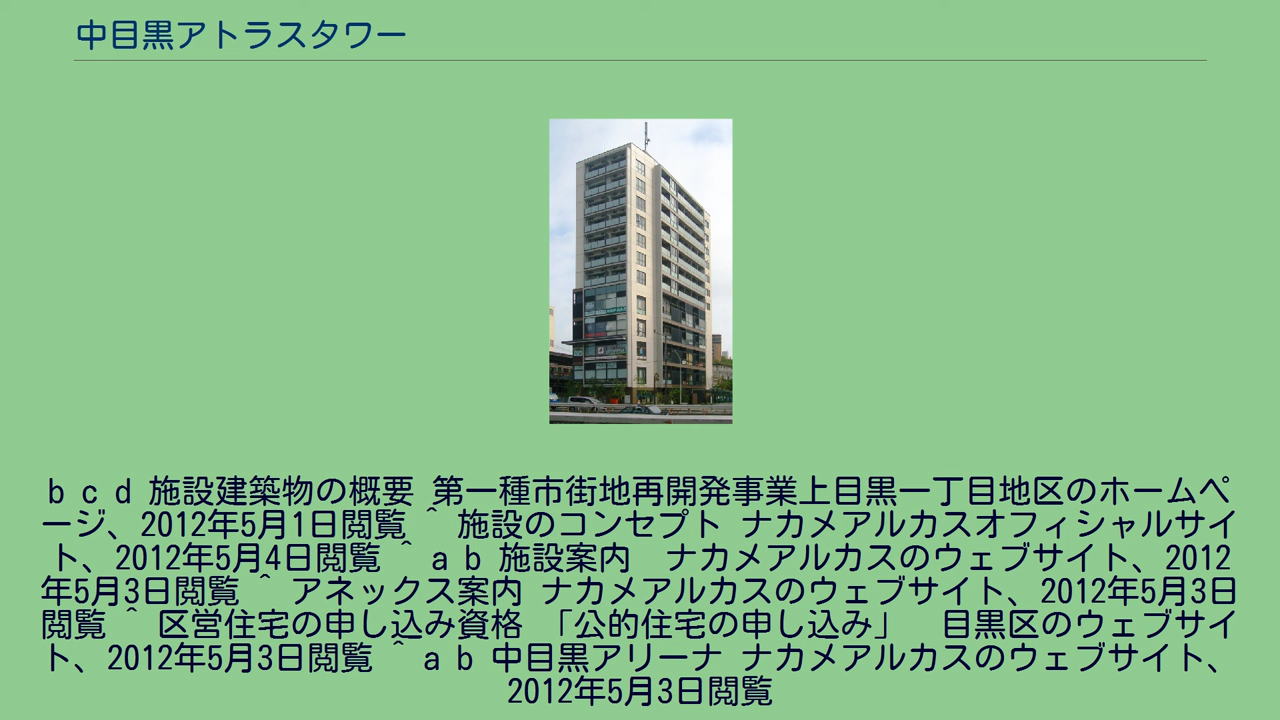 中目黒アトラスタワー
b c d 施設建築物の概要 第一種市街地再開発事業上目黒一丁目地区のホームペ
ージ、2012年5月1日閲覧 ^ 施設のコンセプト ナカメアルカスオフィシャルサイ
ト、2012年5月4日閲覧 ^ a b 施設案内　ナカメアルカスのウェブサイト、2012
年5月3日閲覧 ^ アネックス案内 ナカメアルカスのウェブサイト、2012年5月3日
閲覧 ^ 区営住宅の申し込み資格 「公的住宅の申し込み」　目黒区のウェブサイ
ト、2012年5月3日閲覧 ^ a b 中目黒アリーナ ナカメアルカスのウェブサイト、
2012年5月3日閲覧